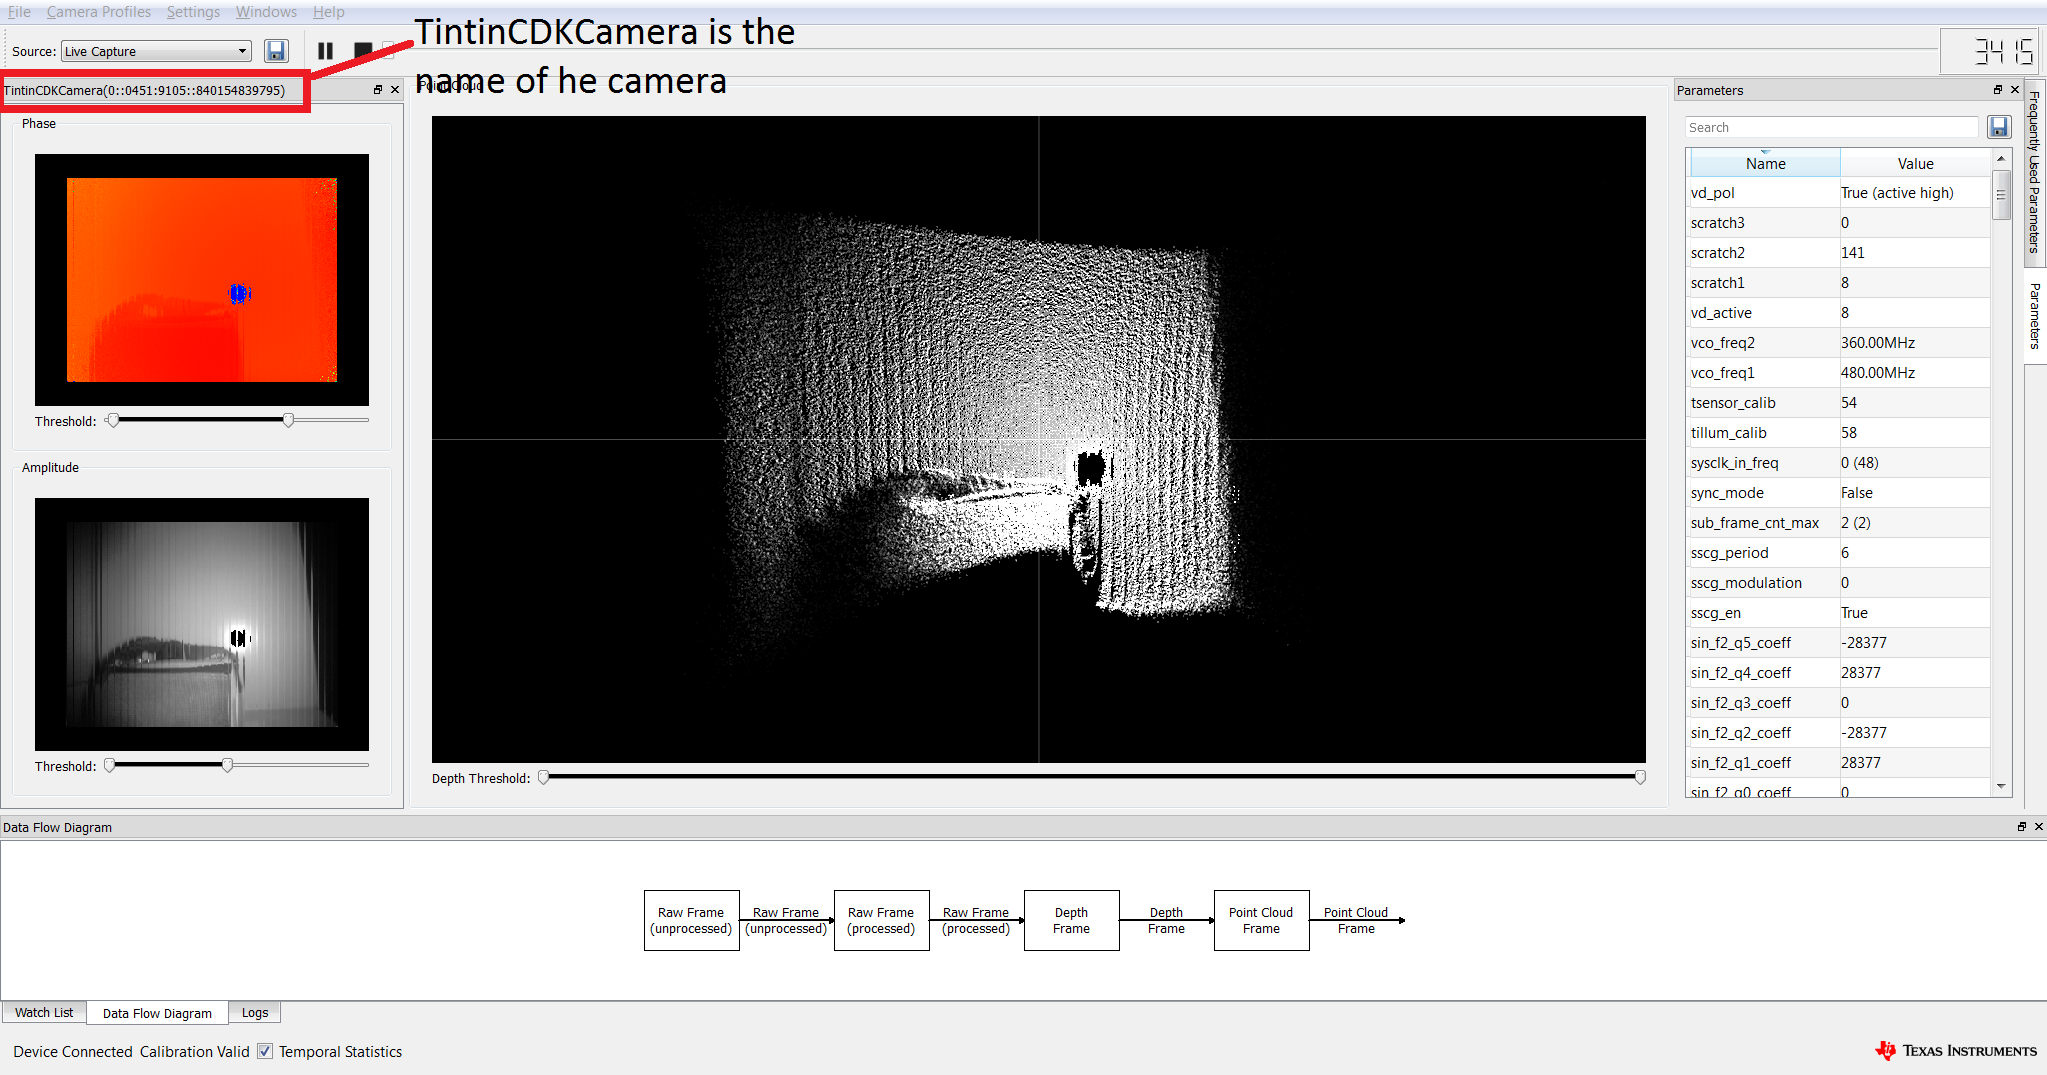 File Camera Profiles Settings Windows Help
Source: Live Capture
3415
TintinCDKCamera is the
name of he camera
TintinCDKCamera(0::0451:9105::840154839795)
Phase
Threshold:
Amplitude
Threshold:
Depth Threshold:
Parameters
Search
Name Value
vd_pol True (active high)
scratch3 0
scratch2 141
scratch1 8
vd_active 8
vco_freq2 360.00MHz
vco_freq1 480.00MHz
tsensor_calib 54
tillum_calib 58
sysclk_in_freq 0 (48)
sync_mode False
sub_frame_cnt_max 2 (2)
sscg_period 6
sscg_modulation 0
sscg_en True
sin_f2_q5_coeff -28377
sin_f2_q4_coeff 28377
sin_f2_q3_coeff 0
sin_f2_q2_coeff -28377
sin_f2_q1_coeff 28377
sin_f2_q0_coeff 0
Frequently Used Parameters
Parameters
Data Flow Diagram
Raw Frame
(unprocessed)
Raw Frame
(unprocessed)
Raw Frame
(processed)
Raw Frame
(processed)
Depth
Frame
Depth
Frame
Point Cloud
Frame
Point Cloud
Frame
Watch List Data Flow Diagram Logs
Device Connected Calibration Valid Temporal Statistics
TEXAS INSTRUMENTS